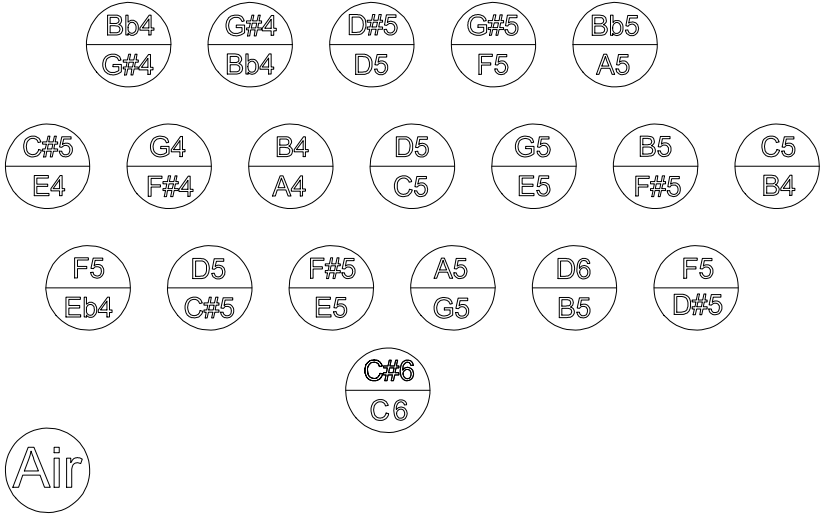 Bb4 G#4 D#5 G#5 Bb5
G#4 Bb4 D5 F5 A5
C#5 G4 B4 D5 G5 B5 C5
E4 F#4 A4 C5 E5 F#5 B4
F5 D5 F#5 A5 D6 F5
Eb4 C#5 E5 G5 B5 D#5
C#6
C6
Air